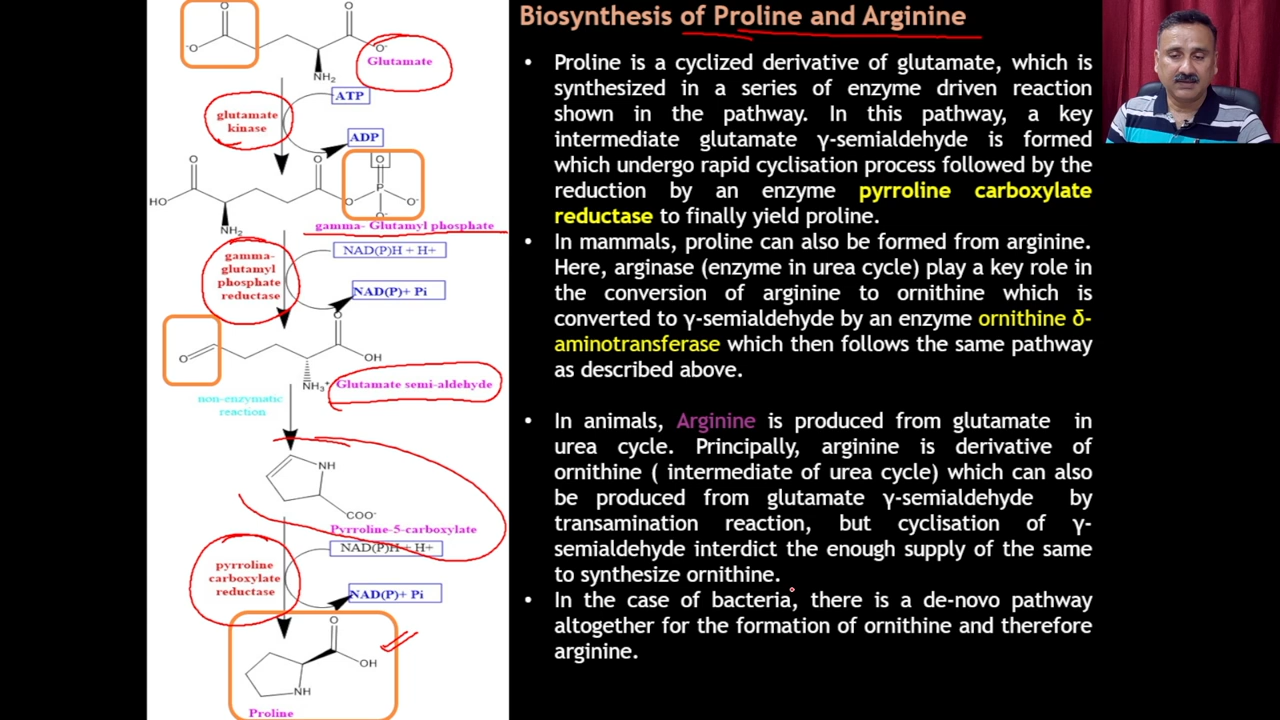 Biosynthesis of Proline and Arginine
O
O
-O
O-
NH2
Glutamate
ATP
glutamate
kinase
ADP
O
O
O
HO
O
P
O-
O-
NH2
gamma- Glutamyl phosphate
gamma-
glutamyl
phosphate
reductase
NAD(P)H + H+
NAD(P)+ Pi
O
O
OH
NH3+
Glutamate semi-aldehyde
non-enzymatic
reaction
NH
COO-
Pyrroline-5-carboxylate
NAD(P)H + H+
pyrroline
carboxylate
reductase
NAD(P)+ Pi
O
OH
NH
Proline
• Proline is a cyclized derivative of glutamate, which is
synthesized in a series of enzyme driven reaction
shown in the pathway. In this pathway, a key
intermediate glutamate γ-semialdehyde is formed
which undergo rapid cyclisation process followed by the
reduction by an enzyme pyrroline carboxylate
reductase to finally yield proline.
• In mammals, proline can also be formed from arginine.
Here, arginase (enzyme in urea cycle) play a key role in
the conversion of arginine to ornithine which is
converted to γ-semialdehyde by an enzyme ornithine δ-
aminotransferase which then follows the same pathway
as described above.
• In animals, Arginine is produced from glutamate in
urea cycle. Principally, arginine is derivative of
ornithine ( intermediate of urea cycle) which can also
be produced from glutamate γ-semialdehyde by
transamination reaction, but cyclisation of γ-
semialdehyde interdict the enough supply of the same
to synthesize ornithine.
• In the case of bacteria, there is a de-novo pathway
altogether for the formation of ornithine and therefore
arginine.